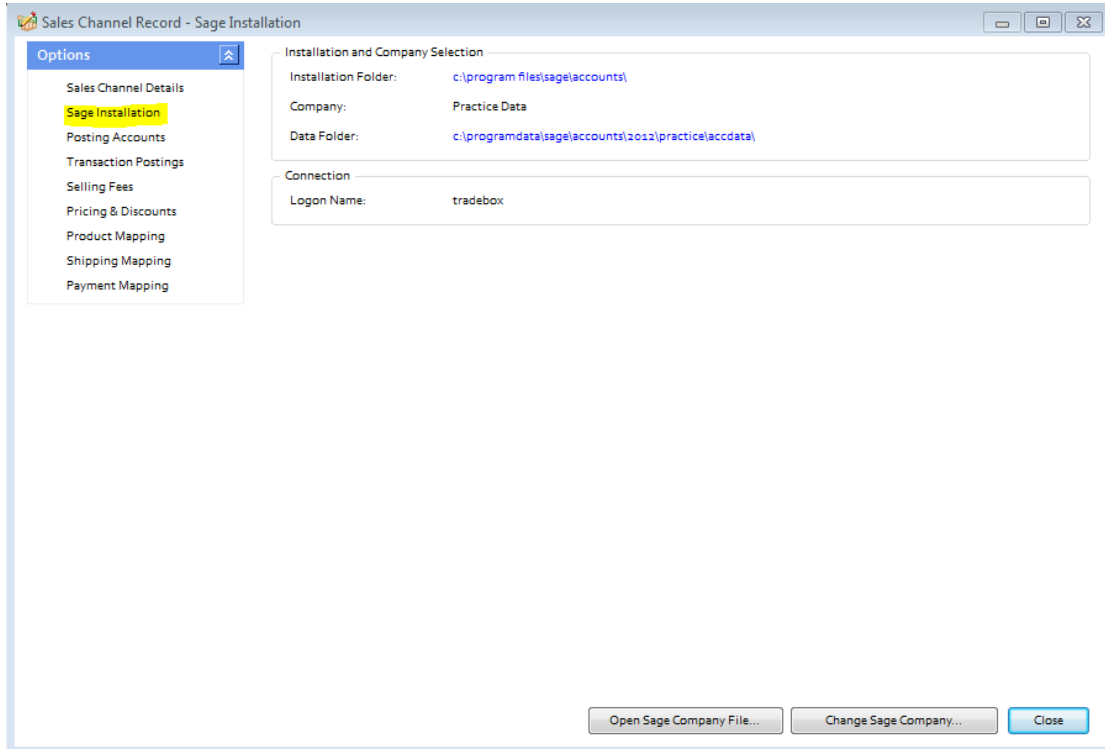 Sales Channel Record - Sage Installation
Options
Sales Channel Details
Sage Installation
Posting Accounts
Transaction Postings
Selling Fees
Pricing & Discounts
Product Mapping
Shipping Mapping
Payment Mapping
Installation and Company Selection
Installation Folder: c:\program files\sage\accounts\
Company: Practice Data
Data Folder: c:\programdata\sage\accounts\2012\practice\accdata\
Connection
Logon Name: tradebox
Open Sage Company File... Change Sage Company... Close